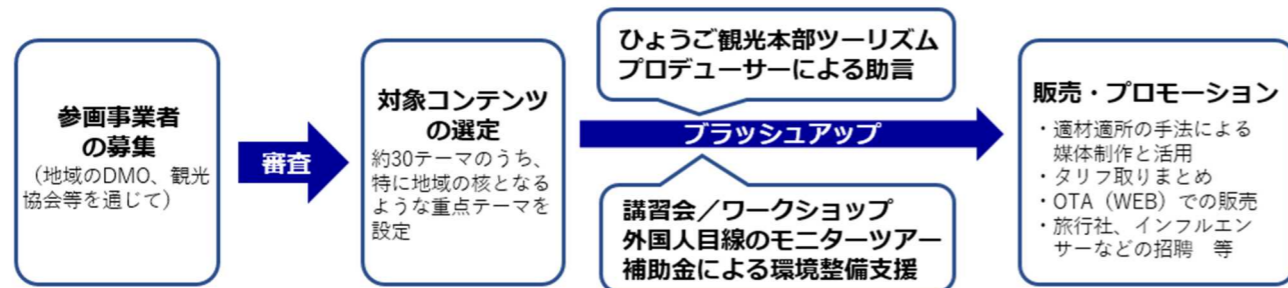 参画事業者
の募集
（地域のDMO、観光
協会等を通じて）
審査
対象コンテンツ
の選定
約30テーマのうち、
特に地域の核となる
ような重点テーマを
設定
ひょうご観光本部ツーリズム
プロデューサーによる助言
ブラッシュアップ
講習会／ワークショップ
外国人目線のモニターツアー
補助金による環境整備支援
販売・プロモーション
・適材適所の手法による
媒体制作と活用
・タリフ取りまとめ
・OTA（WEB）での販売
・旅行社、インフルエン
サーなどの招聘　等